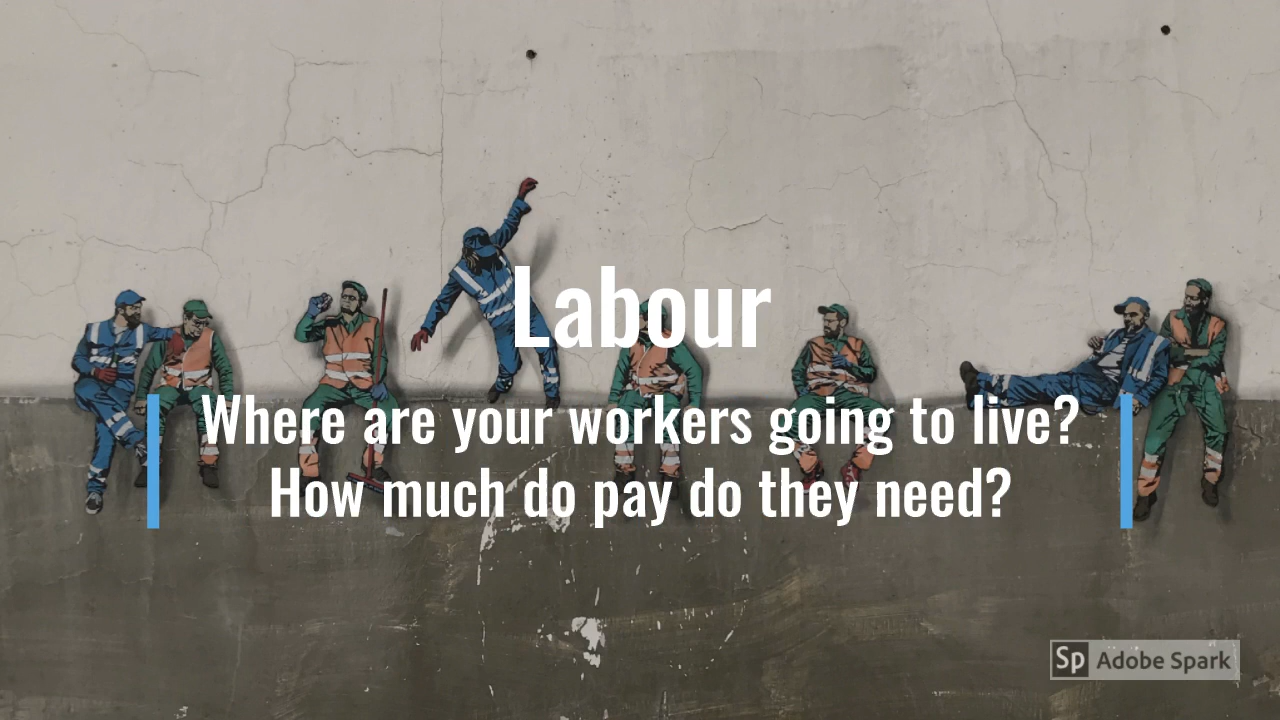 Labour
Where are your workers going to live?
How much do pay do they need?
Sp Adobe Spark